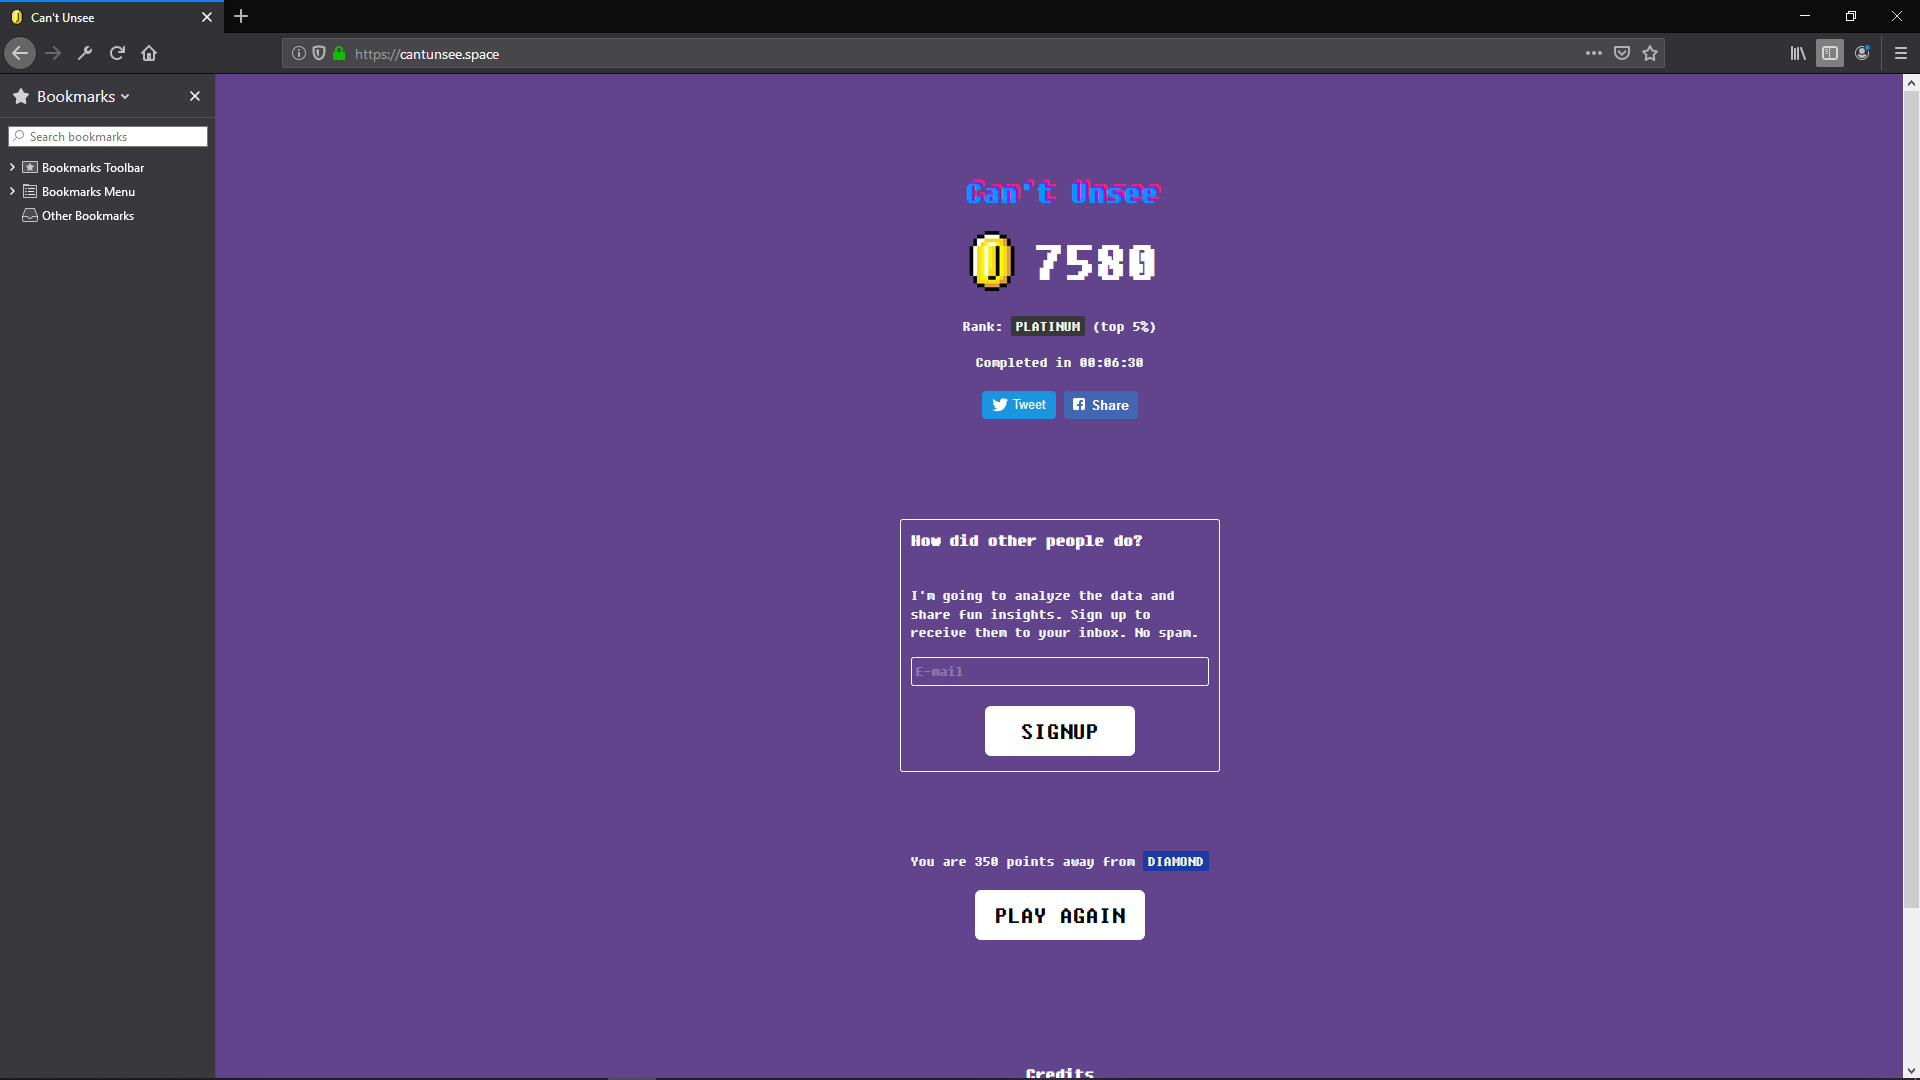 Can't Unsee
https://cantunsee.space
Bookmarks
Search bookmarks
Bookmarks Toolbar
Bookmarks Menu
Other Bookmarks
Can't Unsee
7580
Rank: PLATINUM (top 5%)
Completed in 00:06:30
Tweet
Share
How did other people do?
I'm going to analyze the data and
share fun insights. Sign up to
receive them to your inbox. No spam.
E-mail
SIGNUP
You are 350 points away from DIAMOND
PLAY AGAIN
Credits